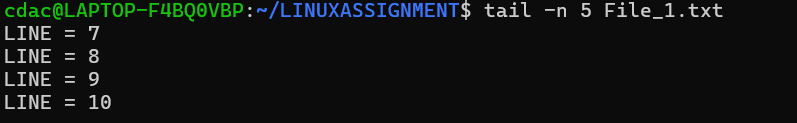 cdac@LAPTOP-F4BQ0VBP:~/LINUXASSIGNMENT$ tail -n 5 File_1.txt
LINE = 7
LINE = 8
LINE = 9
LINE = 10